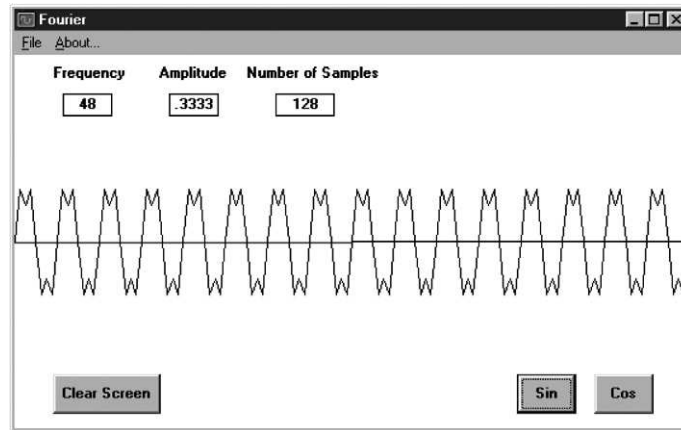 Fourier
File About...
Frequency Amplitude Number of Samples
48 .3333 128
Clear Screen Sin Cos